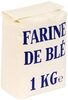 FARINE
DE BLÉ
1 KG e